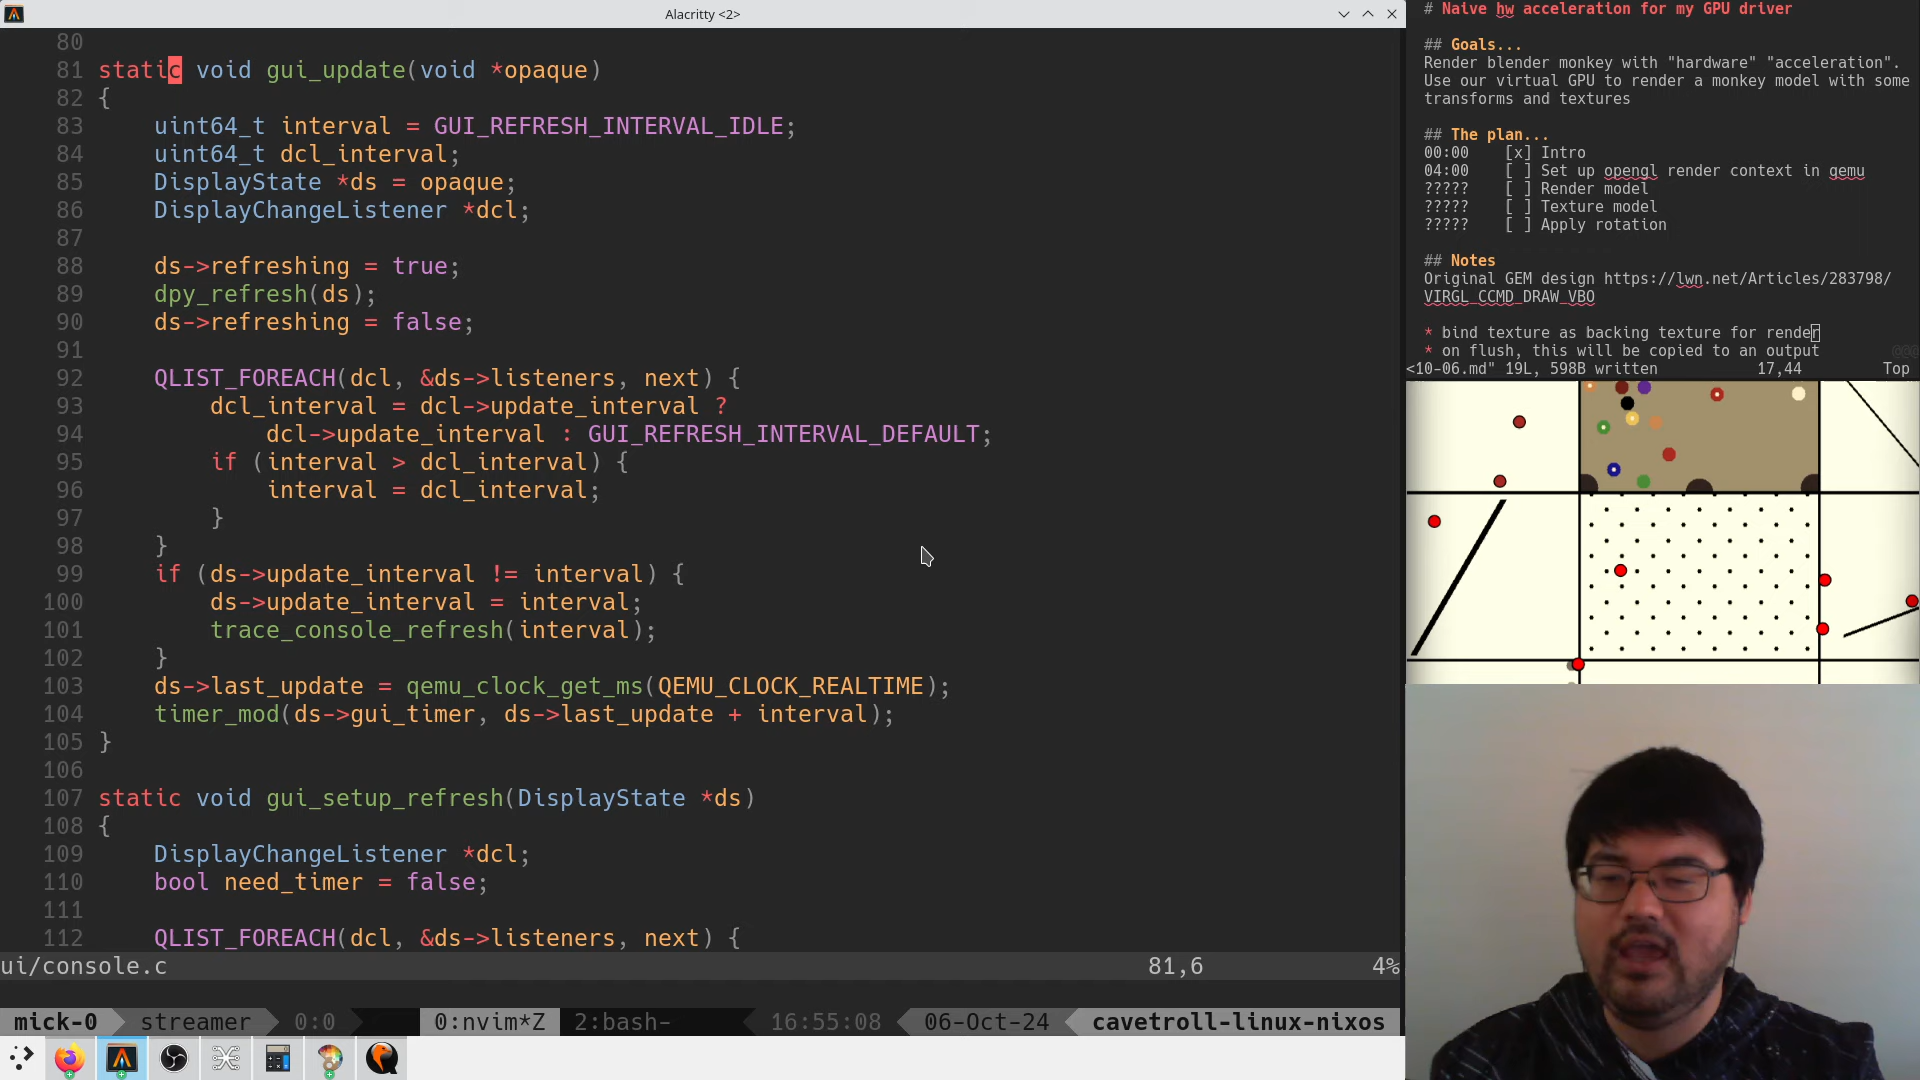 Alacritty <2>
80
81 static void gui_update(void *opaque)
82 {
83     uint64_t interval = GUI_REFRESH_INTERVAL_IDLE;
84     uint64_t dcl_interval;
85     DisplayState *ds = opaque;
86     DisplayChangeListener *dcl;
87
88     ds->refreshing = true;
89     dpy_refresh(ds);
90     ds->refreshing = false;
91
92     QLIST_FOREACH(dcl, &ds->listeners, next) {
93         dcl_interval = dcl->update_interval ?
94             dcl->update_interval : GUI_REFRESH_INTERVAL_DEFAULT;
95         if (interval > dcl_interval) {
96             interval = dcl_interval;
97         }
98     }
99     if (ds->update_interval != interval) {
100         ds->update_interval = interval;
101         trace_console_refresh(interval);
102     }
103     ds->last_update = qemu_clock_get_ms(QEMU_CLOCK_REALTIME);
104     timer_mod(ds->gui_timer, ds->last_update + interval);
105 }
106
107 static void gui_setup_refresh(DisplayState *ds)
108 {
109     DisplayChangeListener *dcl;
110     bool need_timer = false;
111
112     QLIST_FOREACH(dcl, &ds->listeners, next) {
ui/console.c 81,6 4%
mick-0 streamer 0:0 0:nvim*Z 2:bash- 16:55:08 06-Oct-24 cavetroll-linux-nixos
# Naive hw acceleration for my GPU driver
## Goals...
Render blender monkey with "hardware" "acceleration".
Use our virtual GPU to render a monkey model with some
transforms and textures
## The plan...
00:00 [x] Intro
04:00 [ ] Set up opengl render context in qemu
????? [ ] Render model
????? [ ] Texture model
????? [ ] Apply rotation
## Notes
Original GEM design https://lwn.net/Articles/283798/
VIRGL_CCMD_DRAW_VBO
* bind texture as backing texture for render
* on flush, this will be copied to an output @@@
<10-06.md" 19L, 598B written 17,44 Top